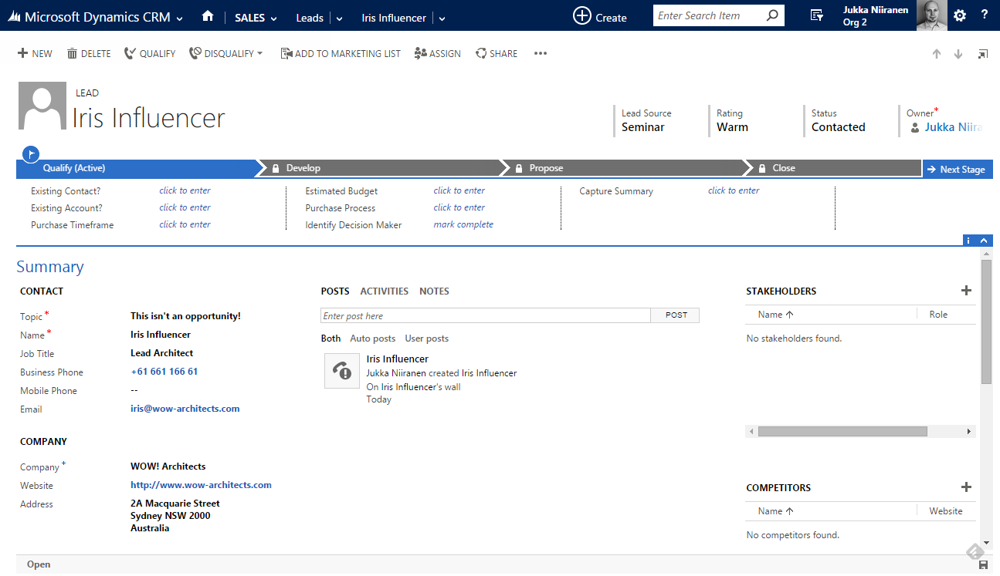 Microsoft Dynamics CRM SALES Leads Iris Influencer Create Enter Search Item Jukka Niiranen
Org 2 ?
NEW DELETE QUALIFY DISQUALIFY ADD TO MARKETING LIST ASSIGN SHARE •••
LEAD
Iris Influencer
Lead Source Rating Status Owner*
Seminar Warm Contacted Jukka Niira
Qualify (Active) Develop Propose Close Next Stage
Existing Contact? click to enter Estimated Budget click to enter Capture Summary click to enter
Existing Account? click to enter Purchase Process click to enter
Purchase Timeframe click to enter Identify Decision Maker mark complete
i
Summary
CONTACT
Topic* This isn't an opportunity!
Name* Iris Influencer
Job Title Lead Architect
Business Phone +61 661 166 61
Mobile Phone --
Email iris@wow-architects.com
COMPANY
Company+ WOW! Architects
Website http://www.wow-architects.com
Address 2A Macquarie Street
Sydney NSW 2000
Australia
POSTS ACTIVITIES NOTES
Enter post here POST
Both Auto posts User posts
Iris Influencer
Jukka Niiranen created Iris Influencer
On Iris Influencer's wall
Today
STAKEHOLDERS
Name Role
No stakeholders found.
COMPETITORS
Name Website
No competitors found.
Open